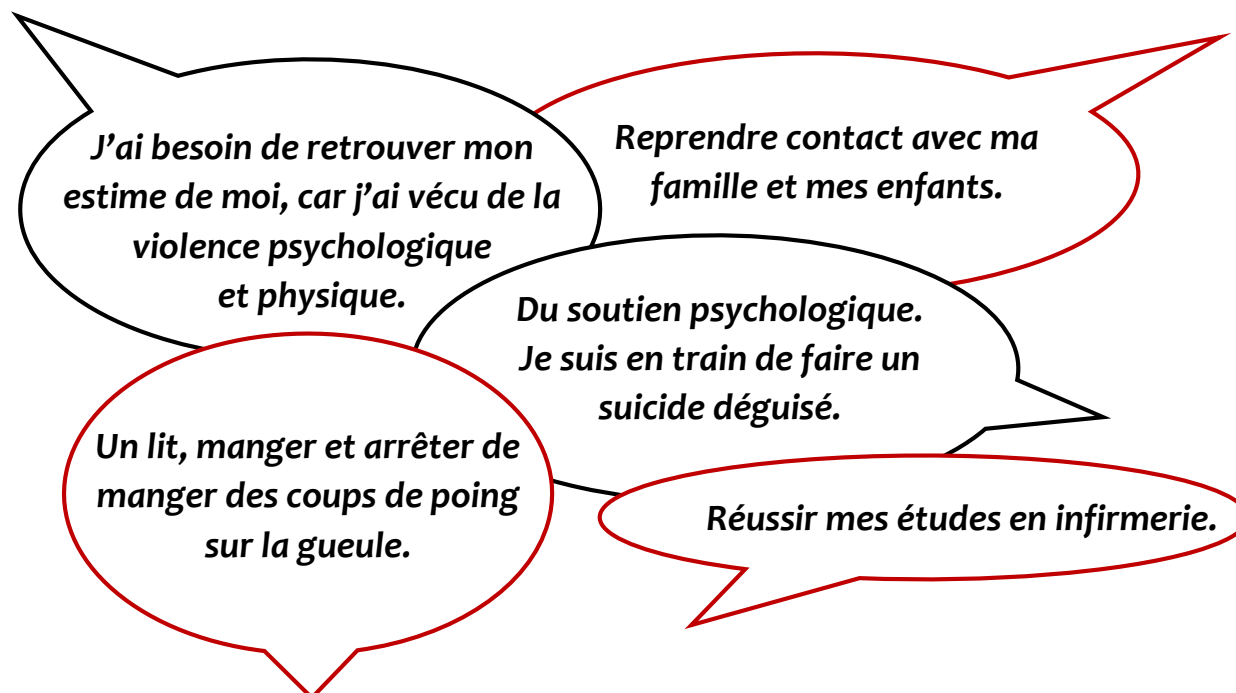 J’ai besoin de retrouver mon
estime de moi, car j’ai vécu de la
violence psychologique
et physique.
Reprendre contact avec ma
famille et mes enfants.
Du soutien psychologique.
Je suis en train de faire un
suicide déguisé.
Un lit, manger et arrêter de
manger des coups de poing
sur la gueule.
Réussir mes études en infirmerie.